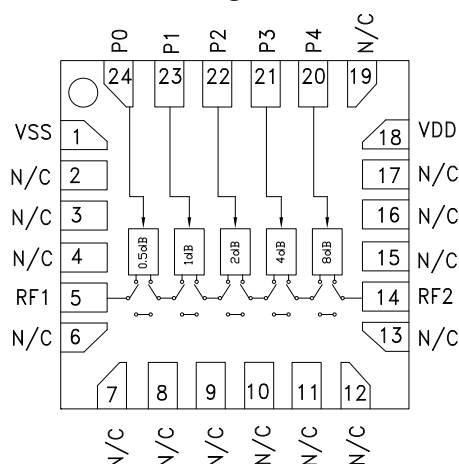 P0 P1 P2 P3 P4 N/C
24 23 22 21 20 19
VSS 1 18 VDD
N/C 2 17 N/C
N/C 3 16 N/C
N/C 4 15 N/C
0.5dB 1dB 2dB 4dB 8dB
RF1 5 14 RF2
N/C 6 13 N/C
7 8 9 10 11 12
N/C N/C N/C N/C N/C N/C